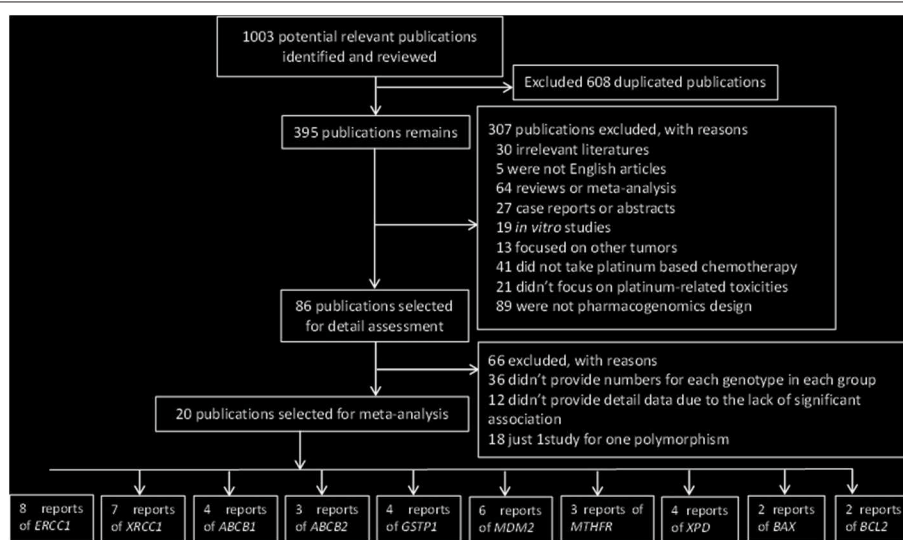 1003 potential relevant publications
identified and reviewed
Excluded 608 duplicated publications
395 publications remains
307 publications excluded, with reasons
30 irrelevant literatures
5 were not English articles
64 reviews or meta-analysis
27 case reports or abstracts
19 in vitro studies
13 focused on other tumors
41 did not take platinum based chemotherapy
21 didn't focus on platinum-related toxicities
89 were not pharmacogenomics design
86 publications selected
for detail assessment
66 excluded, with reasons
36 didn't provide numbers for each genotype in each group
12 didn't provide detail data due to the lack of significant
association
18 just 1study for one polymorphism
20 publications selected for meta-analysis
8 reports
of ERCC1
7 reports
of XRCC1
4 reports
of ABCB1
3 reports
of ABCB2
4 reports
of GSTP1
6 reports
of MDM2
3 reports of
MTHFR
4 reports
of XPD
2 reports
of BAX
2 reports
of BCL2